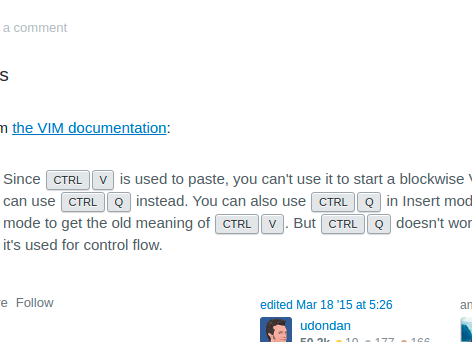 a comment
s
m the VIM documentation:
Since CTRL V is used to paste, you can't use it to start a blockwise V
can use CTRL Q instead. You can also use CTRL Q in Insert mod
mode to get the old meaning of CTRL V . But CTRL Q doesn't wor
it's used for control flow.
re Follow
edited Mar 18 '15 at 5:26
an
udondan